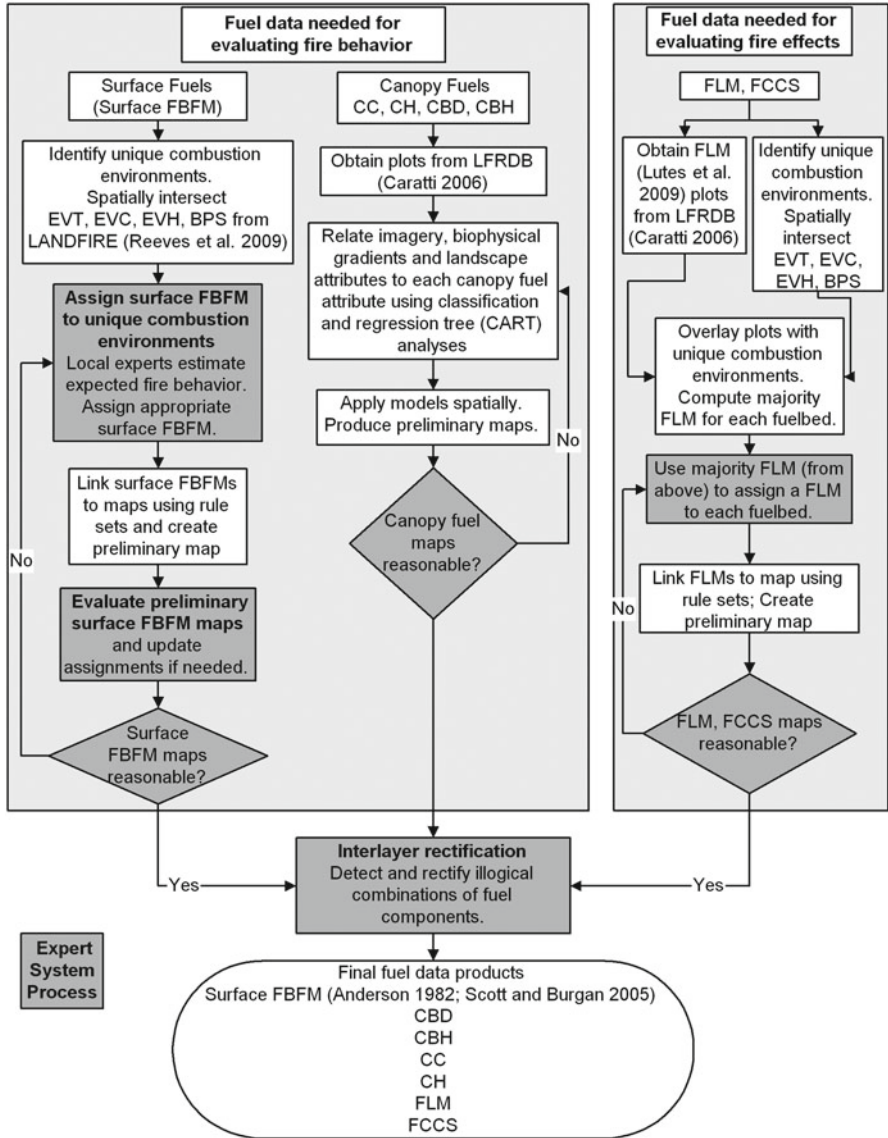 Fuel data needed for
evaluating fire behavior
Surface Fuels
(Surface FBFM)
Identify unique combustion
environments.
Spatially intersect
EVT, EVC, EVH, BPS from
LANDFIRE (Reeves et al. 2009)
Assign surface FBFM
to unique combustion
environments
Local experts estimate
expected fire behavior.
Assign appropriate
surface FBFM.
Link surface FBFMs
to maps using rule
sets and create
preliminary map
No
Evaluate preliminary
surface FBFM maps
and update
assignments if needed.
Surface
FBFM maps
reasonable?
Canopy Fuels
CC, CH, CBD, CBH
Obtain plots from LFRDB
(Caratti 2006)
Relate imagery, biophysical
gradients and landscape
attributes to each canopy fuel
attribute using classification
and regression tree (CART)
analyses
Apply models spatially.
Produce preliminary maps.
No
Canopy fuel
maps
reasonable?
Fuel data needed for
evaluating fire effects
FLM, FCCS
Obtain FLM
(Lutes et al.
2009) plots
from LFRDB
(Caratti 2006)
Identify unique
combustion
environments.
Spatially
intersect
EVT, EVC,
EVH, BPS
Overlay plots with
unique combustion
environments.
Compute majority
FLM for each fuelbed.
Use majority FLM (from
above) to assign a FLM
to each fuelbed.
No
Link FLMs to map using
rule sets; Create
preliminary map
FLM, FCCS maps
reasonable?
Yes
Interlayer rectification
Detect and rectify illogical
combinations of fuel
components.
Yes
Expert
System
Process
Final fuel data products
Surface FBFM (Anderson 1982; Scott and Burgan 2005)
CBD
CBH
CC
CH
FLM
FCCS